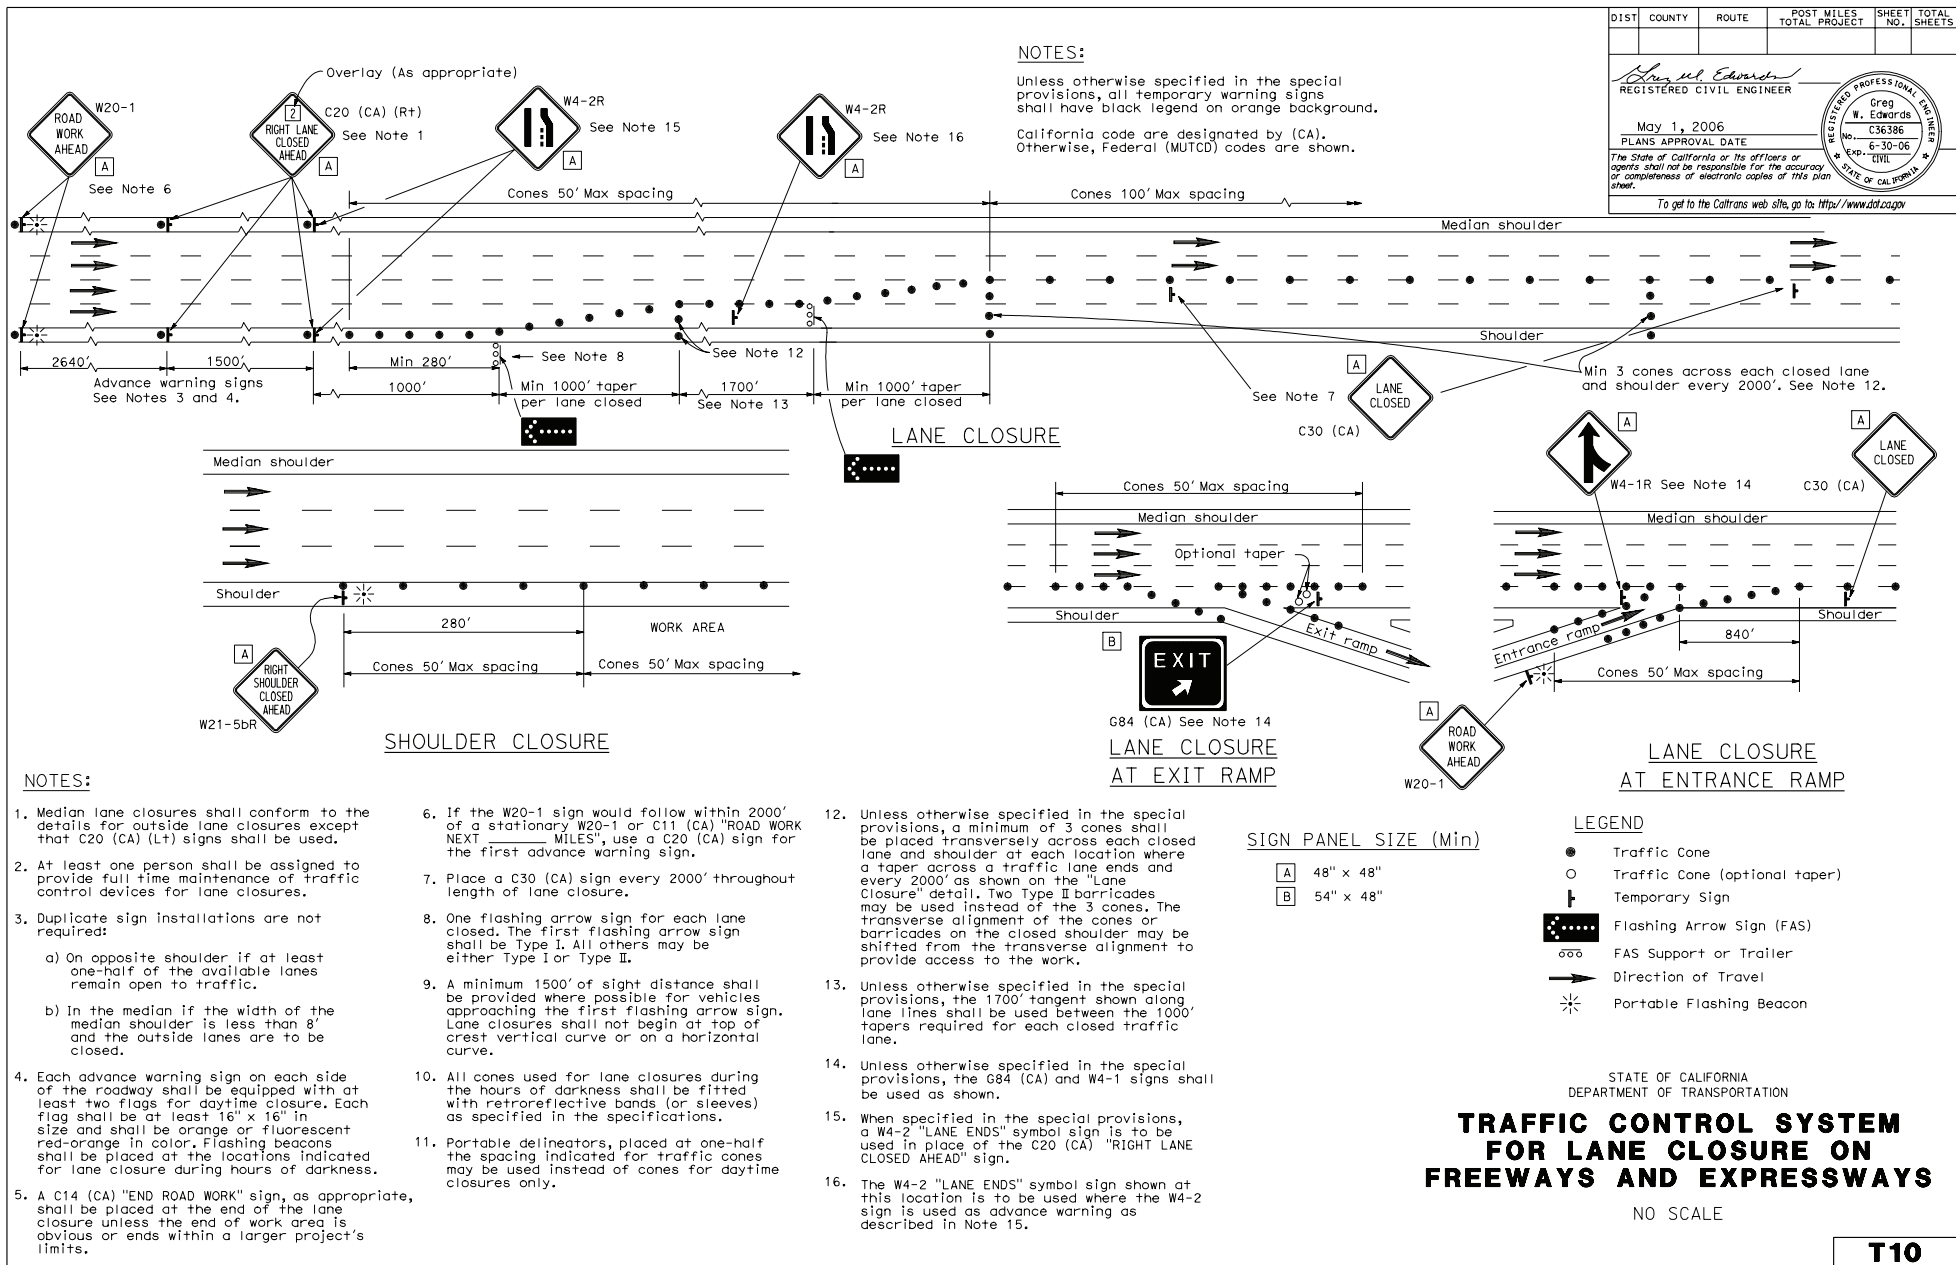 DIST COUNTY ROUTE POST MILES TOTAL PROJECT SHEET NO. TOTAL SHEETS
REGISTERED CIVIL ENGINEER
May 1, 2006
PLANS APPROVAL DATE
The State of California or its officers or
agents shall not be responsible for the accuracy
or completeness of electronic copies of this plan
sheet.
REGISTERED PROFESSIONAL ENGINEER
Greg
W. Edwards
No. C36386
Exp. 6-30-06
CIVIL
STATE OF CALIFORNIA
To get to the Caltrans web site, go to: http://www.dot.ca.gov
NOTES:
Unless otherwise specified in the special
provisions, all temporary warning signs
shall have black legend on orange background.
California code are designated by (CA).
Otherwise, Federal (MUTCD) codes are shown.
ROAD
WORK
AHEAD
W20-1
A
See Note 6
Overlay (As appropriate)
2
RIGHT LANE
CLOSED
AHEAD
C20 (CA) (Rt)
See Note 1
A
W4-2R
See Note 15
A
W4-2R
See Note 16
A
Cones 50' Max spacing
Cones 100' Max spacing
Median shoulder
Shoulder
2640'
1500'
Advance warning signs
See Notes 3 and 4.
Min 280'
1000'
See Note 8
Min 1000' taper
per lane closed
See Note 12
1700'
See Note 13
Min 1000' taper
per lane closed
See Note 7
A
LANE
CLOSED
C30 (CA)
Min 3 cones across each closed lane
and shoulder every 2000'. See Note 12.
LANE CLOSURE
Median shoulder
Shoulder
280'
WORK AREA
Cones 50' Max spacing
Cones 50' Max spacing
A
RIGHT
SHOULDER
CLOSED
AHEAD
W21-5bR
SHOULDER CLOSURE
Cones 50' Max spacing
Median shoulder
Optional taper
Shoulder
Exit ramp
B
EXIT
G84 (CA) See Note 14
LANE CLOSURE
AT EXIT RAMP
A
W4-1R See Note 14
A
LANE
CLOSED
C30 (CA)
Median shoulder
Shoulder
Entrance ramp
840'
Cones 50' Max spacing
A
ROAD
WORK
AHEAD
W20-1
LANE CLOSURE
AT ENTRANCE RAMP
NOTES:
1. Median lane closures shall conform to the
details for outside lane closures except
that C20 (CA) (Lt) signs shall be used.
2. At least one person shall be assigned to
provide full time maintenance of traffic
control devices for lane closures.
3. Duplicate sign installations are not
required:
a) On opposite shoulder if at least
one-half of the available lanes
remain open to traffic.
b) In the median if the width of the
median shoulder is less than 8'
and the outside lanes are to be
closed.
4. Each advance warning sign on each side
of the roadway shall be equipped with at
least two flags for daytime closure. Each
flag shall be at least 16" x 16" in
size and shall be orange or fluorescent
red-orange in color. Flashing beacons
shall be placed at the locations indicated
for lane closure during hours of darkness.
5. A C14 (CA) "END ROAD WORK" sign, as appropriate,
shall be placed at the end of the lane
closure unless the end of work area is
obvious or ends within a larger project's
limits.
6. If the W20-1 sign would follow within 2000'
of a stationary W20-1 or C11 (CA) "ROAD WORK
NEXT _______ MILES", use a C20 (CA) sign for
the first advance warning sign.
7. Place a C30 (CA) sign every 2000' throughout
length of lane closure.
8. One flashing arrow sign for each lane
closed. The first flashing arrow sign
shall be Type I. All others may be
either Type I or Type II.
9. A minimum 1500' of sight distance shall
be provided where possible for vehicles
approaching the first flashing arrow sign.
Lane closures shall not begin at top of
crest vertical curve or on a horizontal
curve.
10. All cones used for lane closures during
the hours of darkness shall be fitted
with retroreflective bands (or sleeves)
as specified in the specifications.
11. Portable delineators, placed at one-half
the spacing indicated for traffic cones
may be used instead of cones for daytime
closures only.
12. Unless otherwise specified in the special
provisions, a minimum of 3 cones shall
be placed transversely across each closed
lane and shoulder at each location where
a taper across a traffic lane ends and
every 2000' as shown on the "Lane
Closure" detail. Two Type II barricades
may be used instead of the 3 cones. The
transverse alignment of the cones or
barricades on the closed shoulder may be
shifted from the transverse alignment to
provide access to the work.
13. Unless otherwise specified in the special
provisions, the 1700' tangent shown along
lane lines shall be used between the 1000'
tapers required for each closed traffic
lane.
14. Unless otherwise specified in the special
provisions, the G84 (CA) and W4-1 signs shall
be used as shown.
15. When specified in the special provisions,
a W4-2 "LANE ENDS" symbol sign is to be
used in place of the C20 (CA) "RIGHT LANE
CLOSED AHEAD" sign.
16. The W4-2 "LANE ENDS" symbol sign shown at
this location is to be used where the W4-2
sign is used as advance warning as
described in Note 15.
SIGN PANEL SIZE (Min)
A 48" x 48"
B 54" x 48"
LEGEND
Traffic Cone
Traffic Cone (optional taper)
Temporary Sign
Flashing Arrow Sign (FAS)
FAS Support or Trailer
Direction of Travel
Portable Flashing Beacon
STATE OF CALIFORNIA
DEPARTMENT OF TRANSPORTATION
TRAFFIC CONTROL SYSTEM
FOR LANE CLOSURE ON
FREEWAYS AND EXPRESSWAYS
NO SCALE
T10